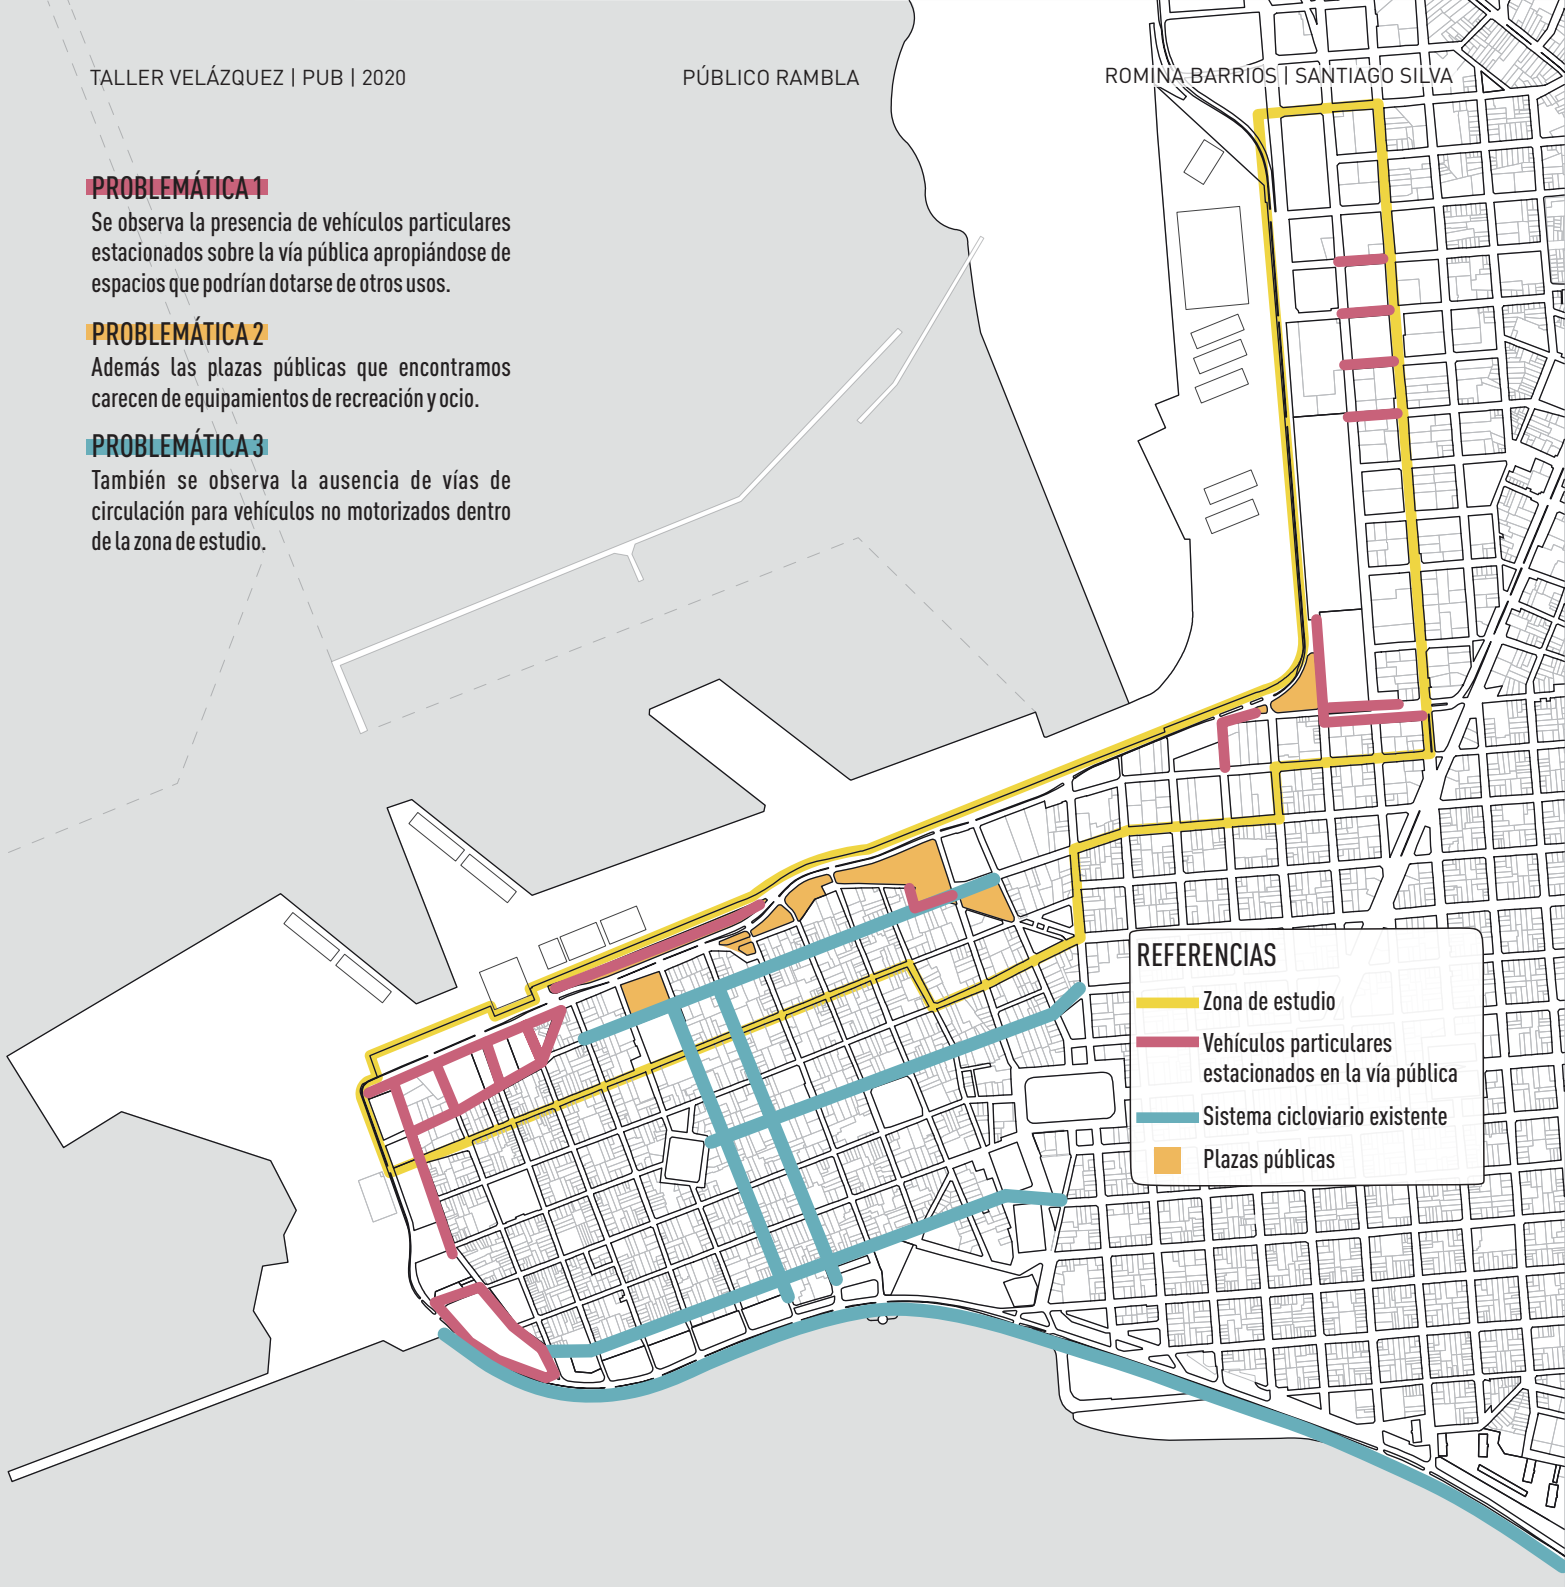 TALLER VELÁZQUEZ | PUB | 2020
PÚBLICO RAMBLA
ROMINA BARRIOS | SANTIAGO SILVA
PROBLEMÁTICA 1
Se observa la presencia de vehículos particulares
estacionados sobre la vía pública apropiándose de
espacios que podrían dotarse de otros usos.
PROBLEMÁTICA 2
Además las plazas públicas que encontramos
carecen de equipamientos de recreación y ocio.
PROBLEMÁTICA 3
También se observa la ausencia de vías de
circulación para vehículos no motorizados dentro
de la zona de estudio.
REFERENCIAS
Zona de estudio
Vehículos particulares
estacionados en la vía pública
Sistema cicloviario existente
Plazas públicas